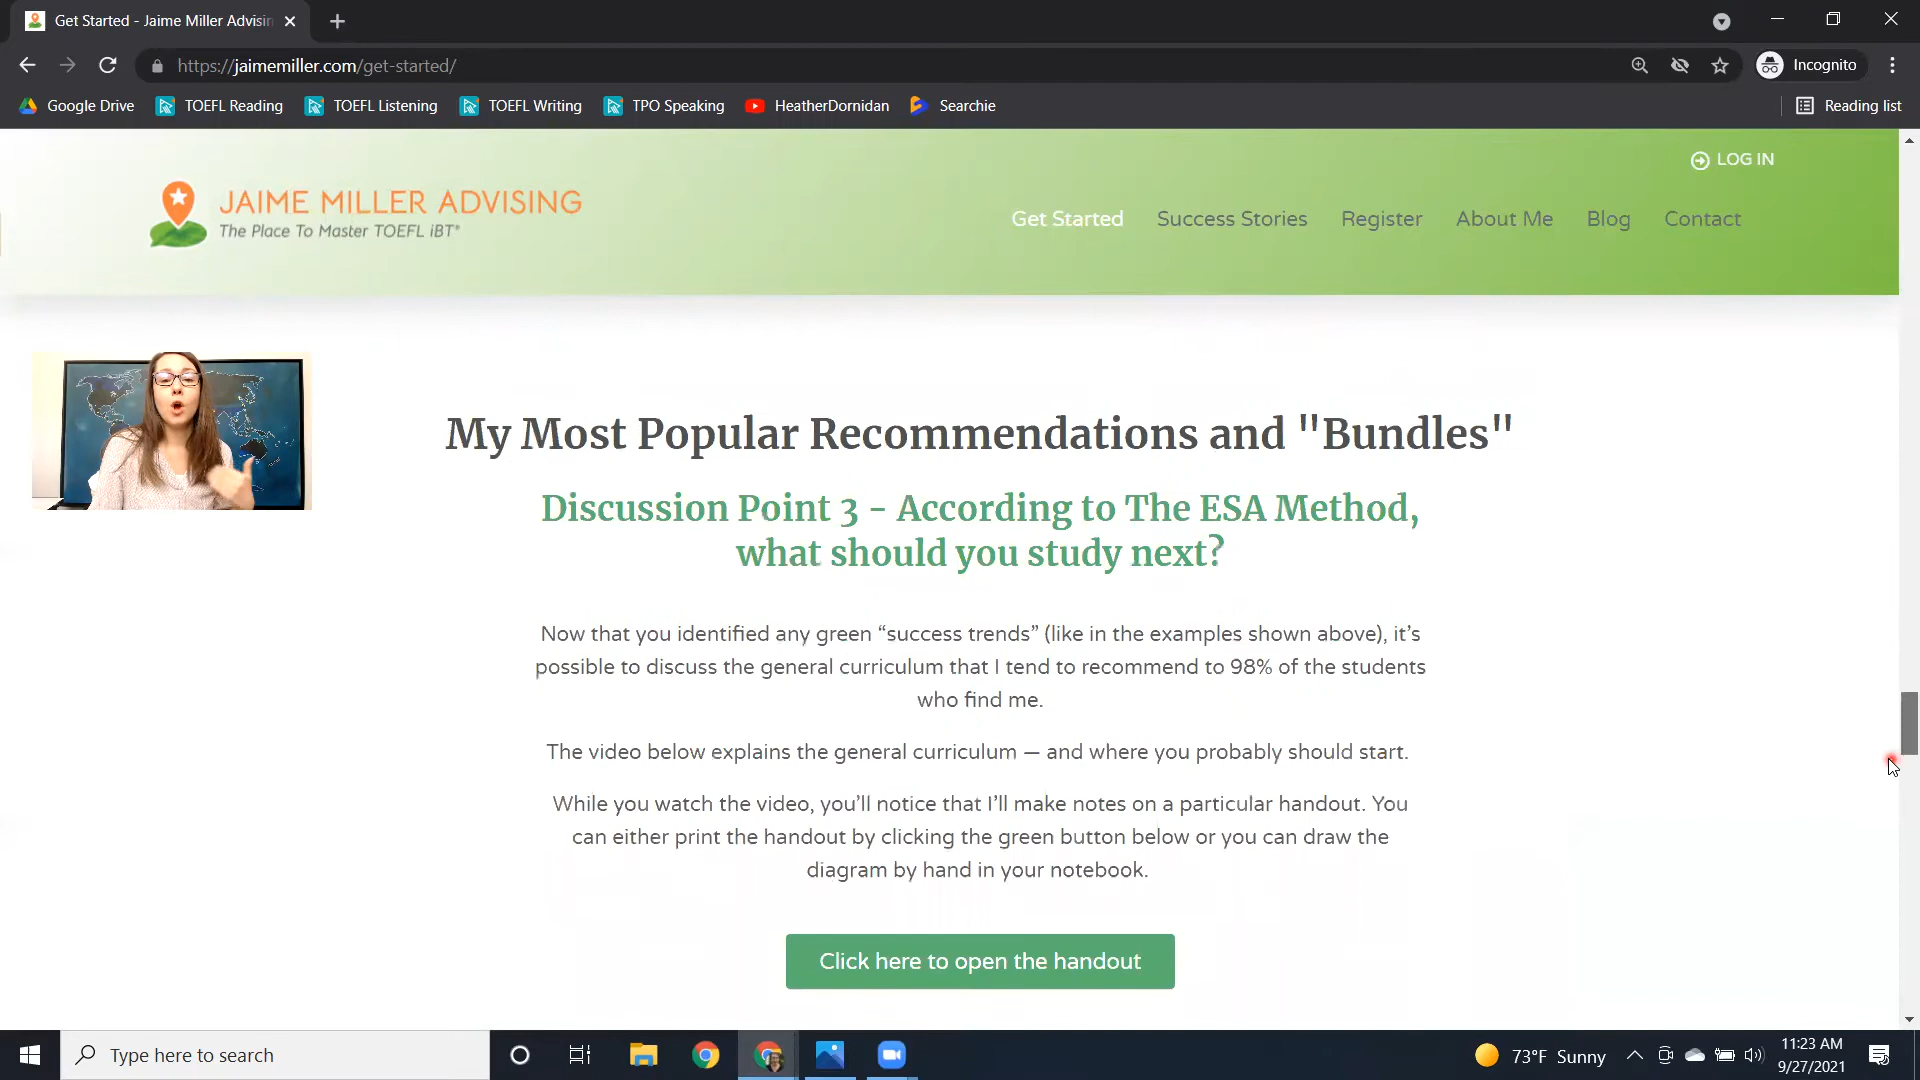 Get Started - Jaime Miller Advisin
https://jaimemiller.com/get-started/
Incognito
Google Drive
TOEFL Reading
TOEFL Listening
TOEFL Writing
TPO Speaking
HeatherDornidan
Searchie
Reading list
LOG IN
JAIME MILLER ADVISING
The Place To Master TOEFL iBT®
Get Started
Success Stories
Register
About Me
Blog
Contact
My Most Popular Recommendations and "Bundles"
Discussion Point 3 - According to The ESA Method,
what should you study next?
Now that you identified any green “success trends” (like in the examples shown above), it’s
possible to discuss the general curriculum that I tend to recommend to 98% of the students
who find me.
The video below explains the general curriculum — and where you probably should start.
While you watch the video, you’ll notice that I’ll make notes on a particular handout. You
can either print the handout by clicking the green button below or you can draw the
diagram by hand in your notebook.
Click here to open the handout
Type here to search
73°F Sunny
11:23 AM
9/27/2021